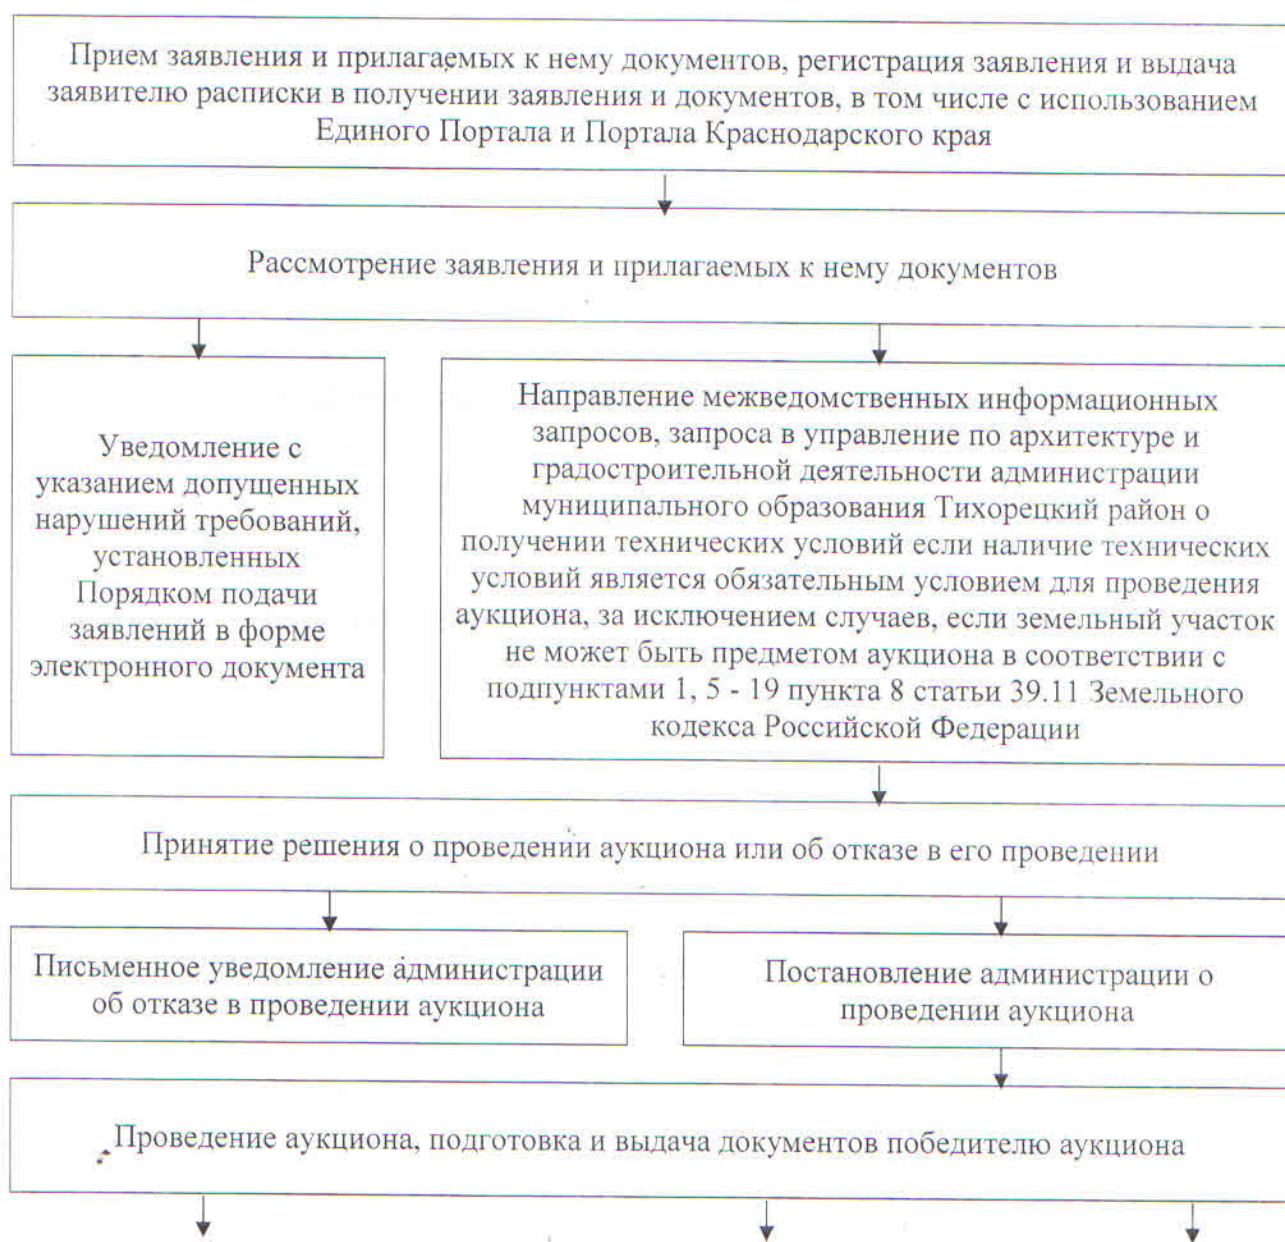 Прием заявления и прилагаемых к нему документов, регистрация заявления и выдача
заявителю расписки в получении заявления и документов, в том числе с использованием
Единого Портала и Портала Краснодарского края
Рассмотрение заявления и прилагаемых к нему документов
Уведомление с
указанием допущенных
нарушений требований,
установленных
Порядком подачи
заявлений в форме
электронного документа
Направление межведомственных информационных
запросов, запроса в управление по архитектуре и
градостроительной деятельности администрации
муниципального образования Тихорецкий район о
получении технических условий если наличие технических
условий является обязательным условием для проведения
аукциона, за исключением случаев, если земельный участок
не может быть предметом аукциона в соответствии с
подпунктами 1, 5 - 19 пункта 8 статьи 39.11 Земельного
кодекса Российской Федерации
Принятие решения о проведении аукциона или об отказе в его проведении
Письменное уведомление администрации
об отказе в проведении аукциона
Постановление администрации о
проведении аукциона
Проведение аукциона, подготовка и выдача документов победителю аукциона